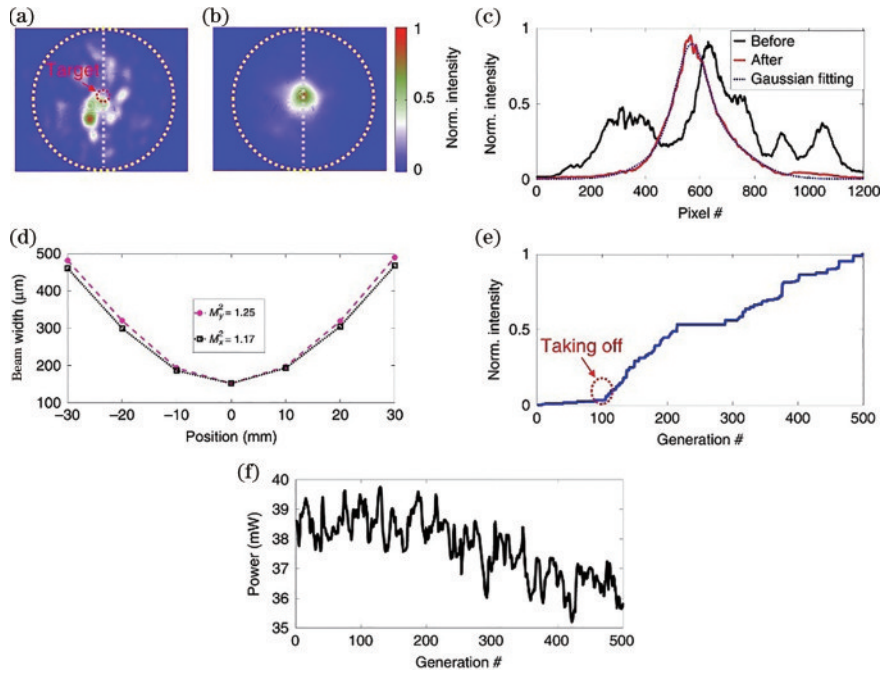 (a)
Target
(b)
1
0.5
0
Norm. intensity
(c)
Norm. intensity
1
0.5
0
Before
After
Gaussian fitting
0 200 400 600 800 1000 1200
Pixel #
(d)
Beam width (μm)
500
400
300
200
100
M²y = 1.25
M²x = 1.17
−30 −20 −10 0 10 20 30
Position (mm)
(e)
Norm. intensity
1
0.5
0
Taking off
0 100 200 300 400 500
Generation #
(f)
Power (mW)
40
39
38
37
36
35
0 100 200 300 400 500
Generation #